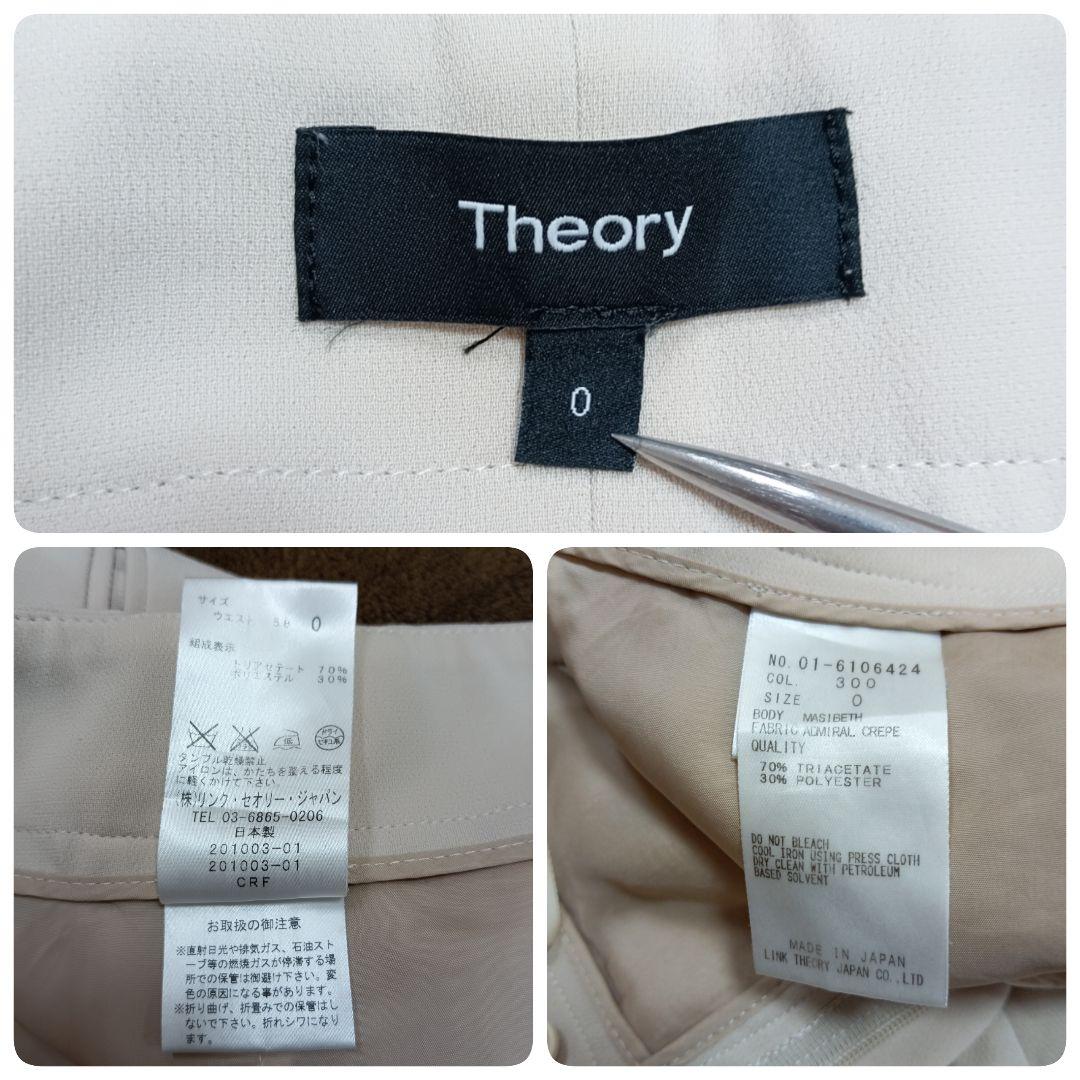 Theory
0
サイズ
ウエスト 58 0
組成表示
トリアセテート 70%
ポリエステル 30%
低
ドライ
セキユ系
タンブル乾燥禁止
アイロンは、かたちを整える程度
に軽くかけて下さい。
(株)リンク・セオリー・ジャパン
TEL 03-6865-0206
日本製
201003-01
201003-01
CRF
お取扱の御注意
※直射日光や排気ガス、石油スト
ーブ等の燃焼ガスが停滞する場
所での保管は御避け下さい。変
色の原因になる事があります。
※折り曲げ、折畳みでの保管はし
ないで下さい。折れシワになり
ます。
NO. 01-6106424
COL. 300
SIZE 0
BODY MASIBETH
FABRIC ADMIRAL CREPE
QUALITY
70% TRIACETATE
30% POLYESTER
DO NOT BLEACH
COOL IRON USING PRESS CLOTH
DRY CLEAN WITH PETROLEUM
BASED SOLVENT
MADE IN JAPAN
LINK THEORY JAPAN CO.,LTD